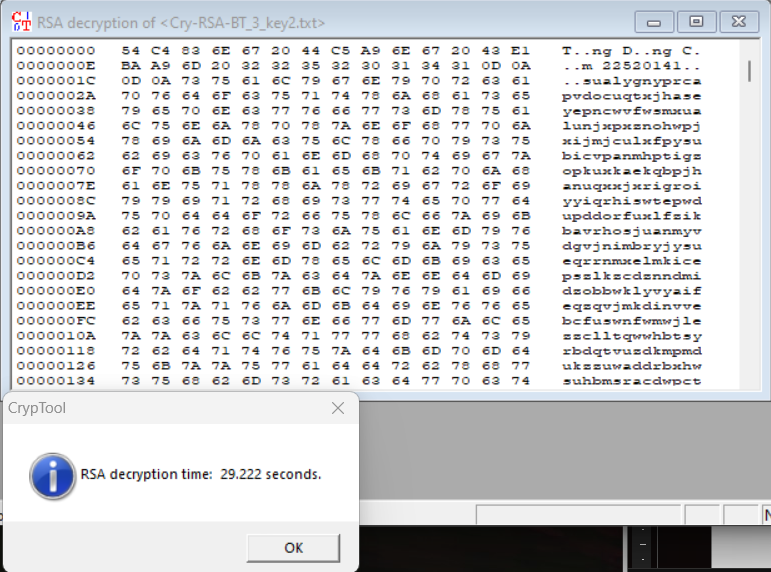 RSA decryption of <Cry-RSA-BT_3_key2.txt>
00000000 54 C4 83 6E 67 20 44 C5 A9 6E 67 20 43 E1 T..ng D..ng C.
0000000E BA A9 6D 20 32 32 35 32 30 31 34 31 0D 0A ..m 22520141..
0000001C 0D 0A 73 75 61 6C 79 67 6E 79 70 72 63 61 ..sualygnyprca
0000002A 70 76 64 6F 63 75 71 74 78 6A 68 61 73 65 pvdocuqtxjhase
00000038 79 65 70 6E 63 77 76 66 77 73 6D 78 75 61 yepncwvfwsmxua
00000046 6C 75 6E 6A 78 70 78 7A 6E 6F 68 77 70 6A lunjxpxznohwpj
00000054 78 69 6A 6D 6A 63 75 6C 78 66 70 79 73 75 xijmjculxfpysu
00000062 62 69 63 76 70 61 6E 6D 68 70 74 69 67 7A bicvpanmhptigz
00000070 6F 70 6B 75 78 6B 61 65 6B 71 62 70 6A 68 opkuxkaekqbpjh
0000007E 61 6E 75 71 78 78 6A 78 72 69 67 72 6F 69 anuqxxjxrigroi
0000008C 79 79 69 71 72 68 69 73 77 74 65 70 77 64 yyiqrhiswtepwd
0000009A 75 70 64 64 6F 72 66 75 78 6C 66 7A 69 6B upddorfuxlfzik
000000A8 62 61 76 72 68 6F 73 6A 75 61 6E 6D 79 76 bavrhosjuanmyv
000000B6 64 67 76 6A 6E 69 6D 62 72 79 6A 79 73 75 dgvjnimbryjysu
000000C4 65 71 72 72 6E 6D 78 65 6C 6D 6B 69 63 65 eqrrnmxelmkice
000000D2 70 73 7A 6C 6B 7A 63 64 7A 6E 6E 64 6D 69 pszlkzcdznndmi
000000E0 64 7A 6F 62 62 77 6B 6C 79 76 79 61 69 66 dzobbwklyvyaif
000000EE 65 71 7A 71 76 6A 6D 6B 64 69 6E 76 76 65 eqzqvjmkdinvve
000000FC 62 63 66 75 73 77 6E 66 77 6D 77 6A 6C 65 bcfuswnfwmwjle
0000010A 7A 7A 63 6C 6C 74 71 77 77 68 62 74 73 79 zzclltqwwhbtsy
00000118 72 62 64 71 74 76 75 7A 64 6B 6D 70 6D 64 rbdqtvuzdkmpmd
00000126 75 6B 7A 7A 75 77 61 64 64 72 62 78 68 77 ukzzuwaddrbxhw
00000134 73 75 68 62 6D 73 72 61 63 64 77 70 63 74 suhbmsracdwpct
CrypTool
RSA decryption time: 29.222 seconds.
OK